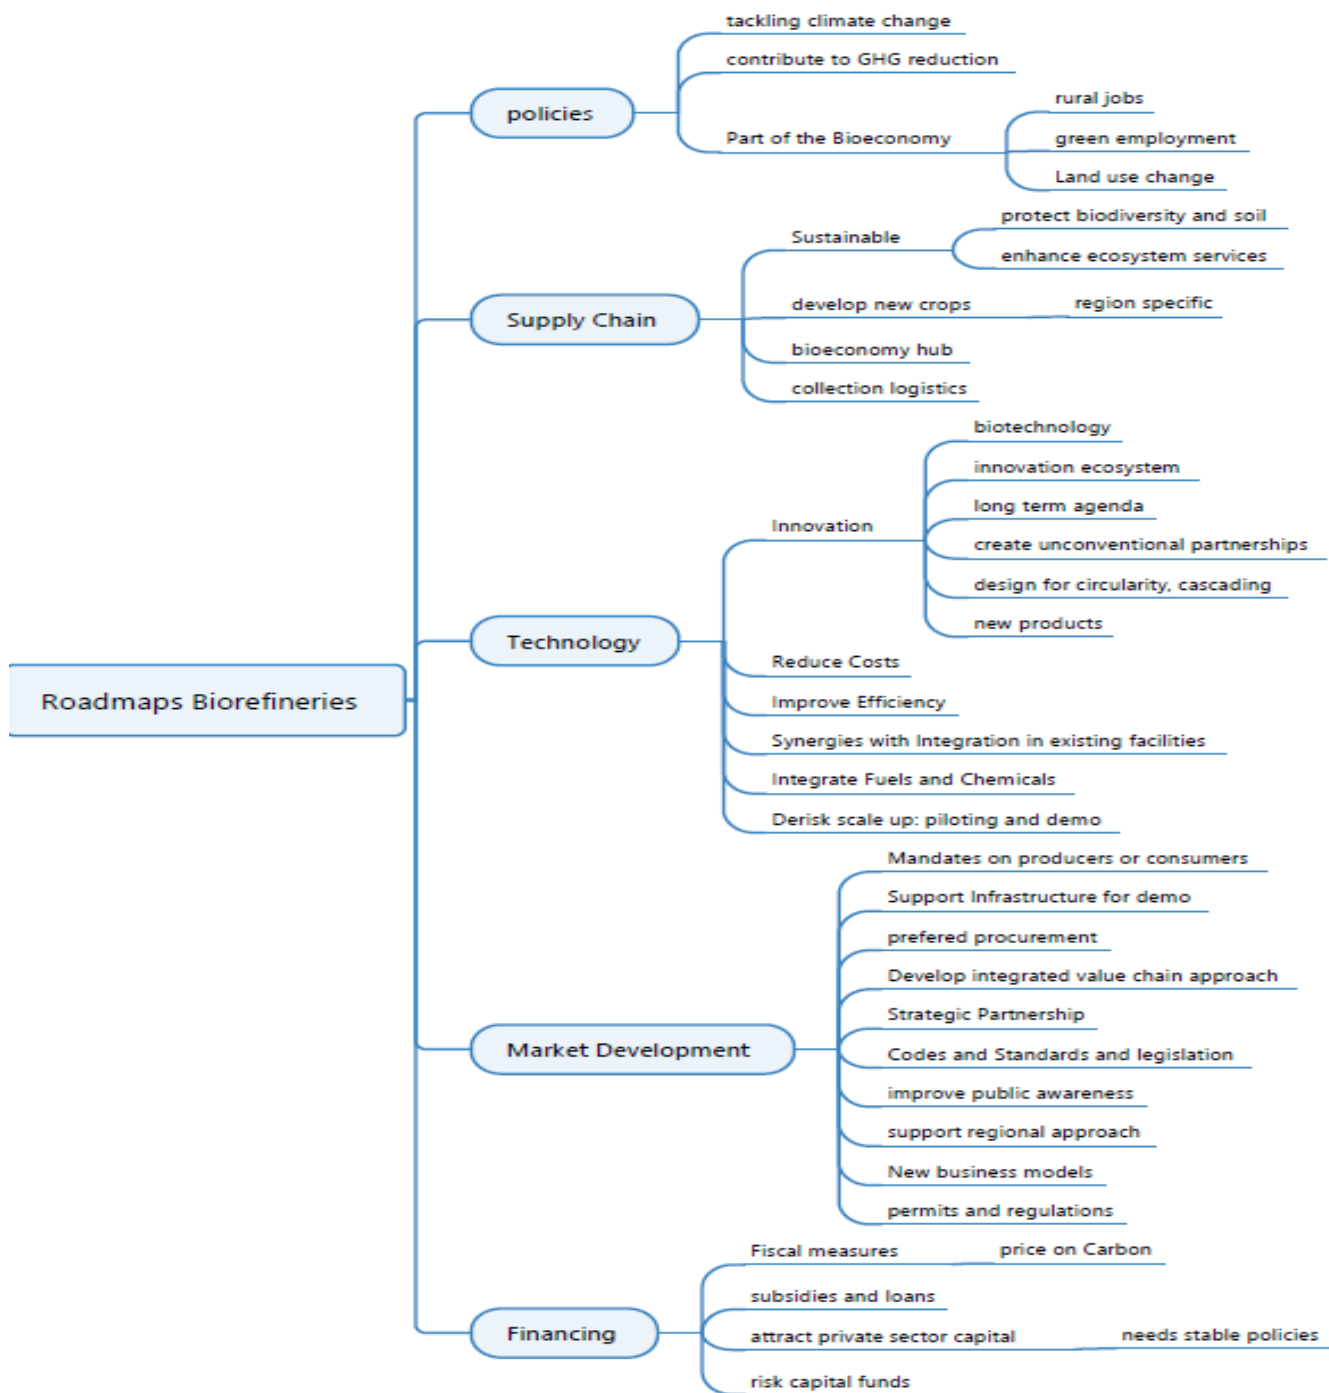 tackling climate change
contribute to GHG reduction
policies
rural jobs
Part of the Bioeconomy
green employment
Land use change
protect biodiversity and soil
Sustainable
enhance ecosystem services
Supply Chain
develop new crops
region specific
bioeconomy hub
collection logistics
biotechnology
innovation ecosystem
long term agenda
Innovation
create unconventional partnerships
design for circularity, cascading
new products
Technology
Reduce Costs
Improve Efficiency
Synergies with Integration in existing facilities
Integrate Fuels and Chemicals
Derisk scale up: piloting and demo
Roadmaps Biorefineries
Mandates on producers or consumers
Support Infrastructure for demo
prefered procurement
Develop integrated value chain approach
Strategic Partnership
Market Development
Codes and Standards and legislation
improve public awareness
support regional approach
New business models
permits and regulations
Fiscal measures
price on Carbon
subsidies and loans
Financing
attract private sector capital
needs stable policies
risk capital funds